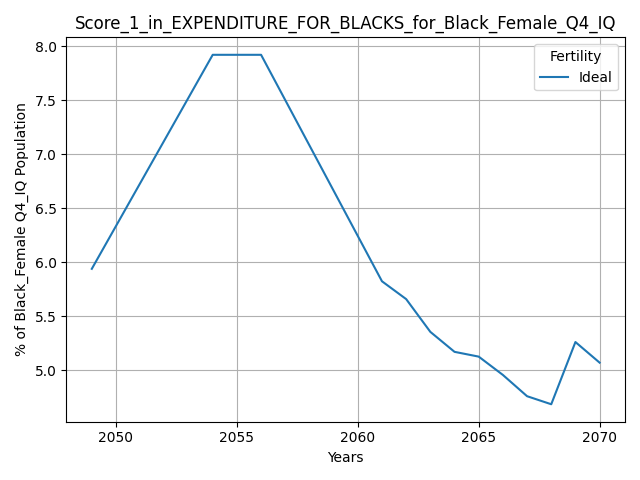 Score_1_in_EXPENDITURE_FOR_BLACKS_for_Black_Female_Q4_IQ
Fertility
Ideal
8.0
7.5
7.0
6.5
6.0
5.5
5.0
% of Black_Female Q4_IQ Population
2050 2055 2060 2065 2070
Years